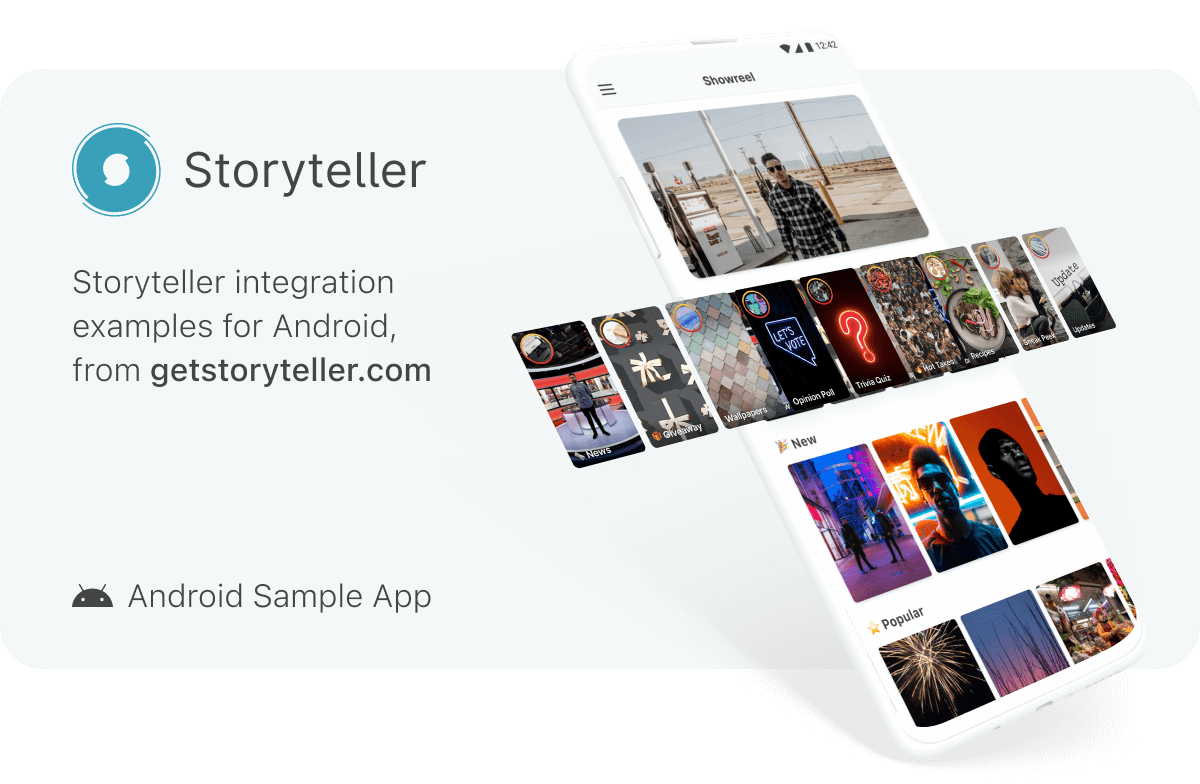 Storyteller
Storyteller integration
examples for Android,
from getstoryteller.com
Android Sample App
12:42
Showreel
LET'S
VOTE
?
Update
News
Giveaway
Wallpapers
Opinion Poll
Trivia Quiz
Hot Takes
Recipes
Sneak Peek
Updates
New
Popular